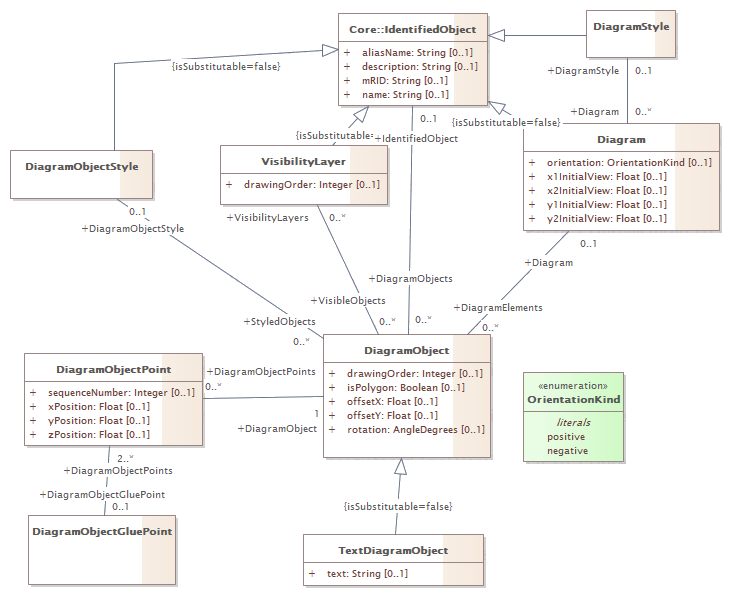 Core::IdentifiedObject
+ aliasName: String [0..1]
+ description: String [0..1]
+ mRID: String [0..1]
+ name: String [0..1]
DiagramStyle
{isSubstitutable=false}
+DiagramStyle 0..1
+Diagram 0..*
0..1
+IdentifiedObject
{isSubstitutable=
{isSubstitutable=false}
Diagram
+ orientation: OrientationKind [0..1]
+ x1InitialView: Float [0..1]
+ x2InitialView: Float [0..1]
+ y1InitialView: Float [0..1]
+ y2InitialView: Float [0..1]
DiagramObjectStyle
VisibilityLayer
+ drawingOrder: Integer [0..1]
0..1
+DiagramObjectStyle
+VisibilityLayers 0..*
0..1
+Diagram
+DiagramObjects
0..*
+VisibleObjects
0..*
+DiagramElements
0..*
+StyledObjects
0..*
DiagramObject
+ drawingOrder: Integer [0..1]
+ isPolygon: Boolean [0..1]
+ offsetX: Float [0..1]
+ offsetY: Float [0..1]
+ rotation: AngleDegrees [0..1]
DiagramObjectPoint
+ sequenceNumber: Integer [0..1]
+ xPosition: Float [0..1]
+ yPosition: Float [0..1]
+ zPosition: Float [0..1]
+DiagramObjectPoints
0..*
1
+DiagramObject
«enumeration»
OrientationKind
literals
positive
negative
2..*
+DiagramObjectPoints
+DiagramObjectGluePoint
0..1
DiagramObjectGluePoint
{isSubstitutable=false}
TextDiagramObject
+ text: String [0..1]